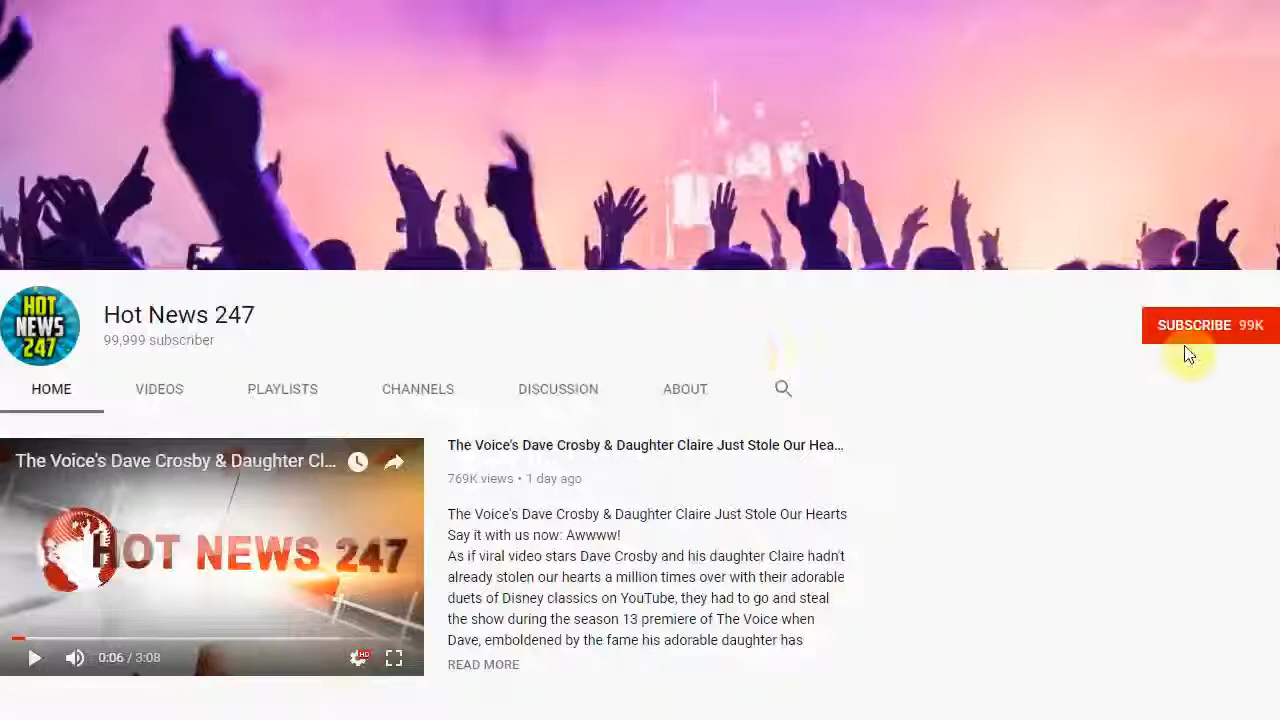 HOT
NEWS
247
Hot News 247
99,999 subscriber
SUBSCRIBE 99K
HOME VIDEOS PLAYLISTS CHANNELS DISCUSSION ABOUT
The Voice's Dave Crosby & Daughter Cl...
HOT NEWS 247
0:06 / 3:08
HD
The Voice's Dave Crosby & Daughter Claire Just Stole Our Hea...
769K views • 1 day ago
The Voice's Dave Crosby & Daughter Claire Just Stole Our Hearts
Say it with us now: Awwww!
As if viral video stars Dave Crosby and his daughter Claire hadn't
already stolen our hearts a million times over with their adorable
duets of Disney classics on YouTube, they had to go and steal
the show during the season 13 premiere of The Voice when
Dave, emboldened by the fame his adorable daughter has
READ MORE